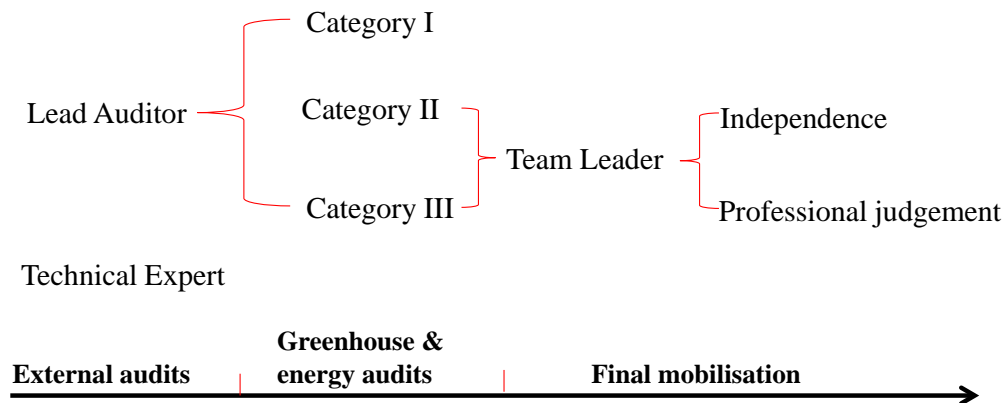 Category I
Lead Auditor
Category II
Independence
Team Leader
Category III
Professional judgement
Technical Expert
External audits
Greenhouse &
energy audits
Final mobilisation